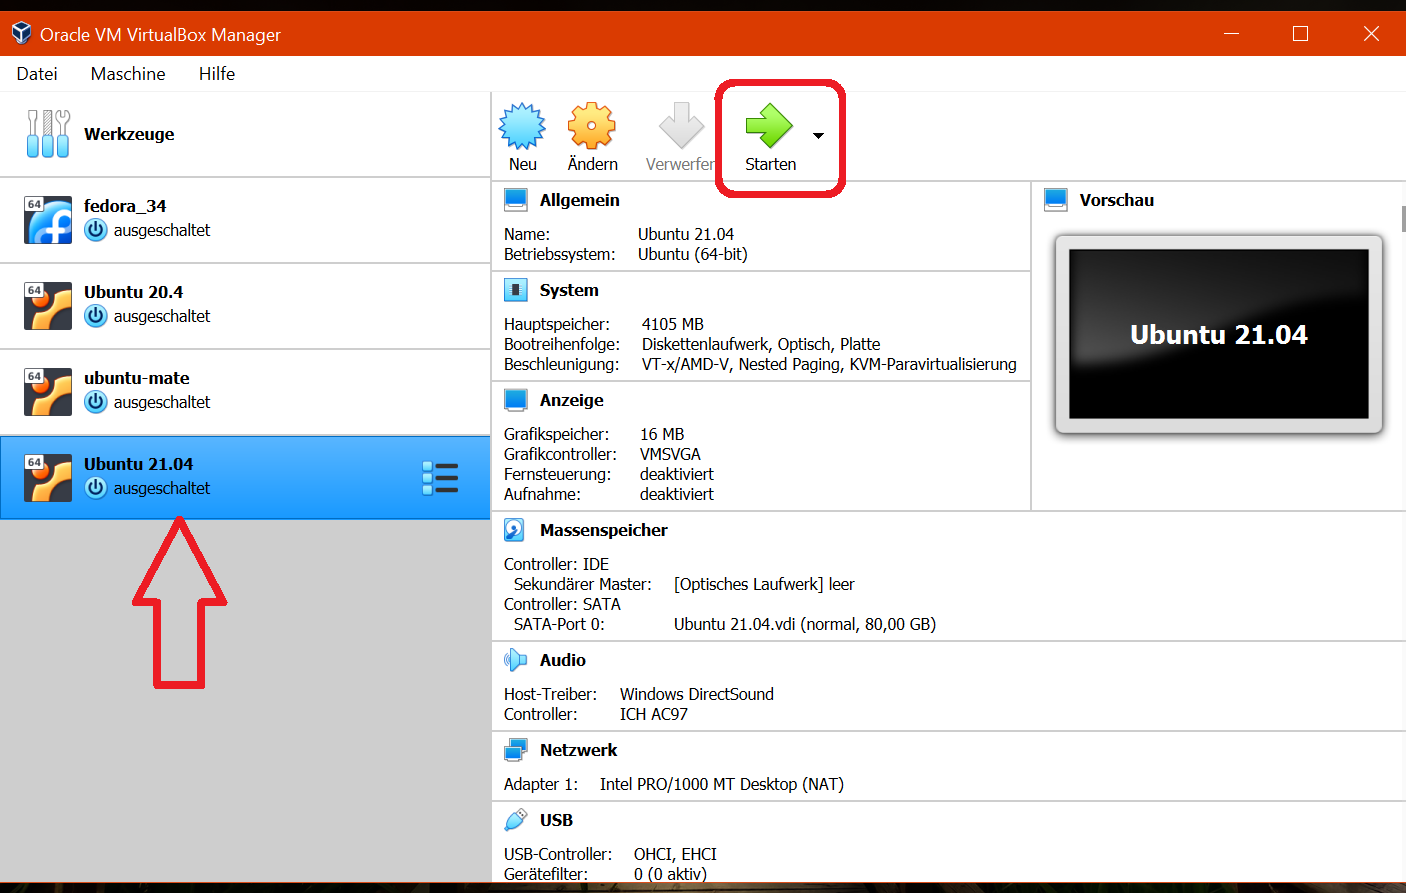 Oracle VM VirtualBox Manager
Datei Maschine Hilfe
Werkzeuge
64 fedora_34
ausgeschaltet
64 Ubuntu 20.4
ausgeschaltet
64 ubuntu-mate
ausgeschaltet
64 Ubuntu 21.04
ausgeschaltet
Neu Ändern Verwerfer Starten
Allgemein
Name: Ubuntu 21.04
Betriebssystem: Ubuntu (64-bit)
System
Hauptspeicher: 4105 MB
Bootreihenfolge: Diskettenlaufwerk, Optisch, Platte
Beschleunigung: VT-x/AMD-V, Nested Paging, KVM-Paravirtualisierung
Anzeige
Grafikspeicher: 16 MB
Grafikcontroller: VMSVGA
Fernsteuerung: deaktiviert
Aufnahme: deaktiviert
Vorschau
Ubuntu 21.04
Massenspeicher
Controller: IDE
Sekundärer Master: [Optisches Laufwerk] leer
Controller: SATA
SATA-Port 0: Ubuntu 21.04.vdi (normal, 80,00 GB)
Audio
Host-Treiber: Windows DirectSound
Controller: ICH AC97
Netzwerk
Adapter 1: Intel PRO/1000 MT Desktop (NAT)
USB
USB-Controller: OHCI, EHCI
Gerätefilter: 0 (0 aktiv)